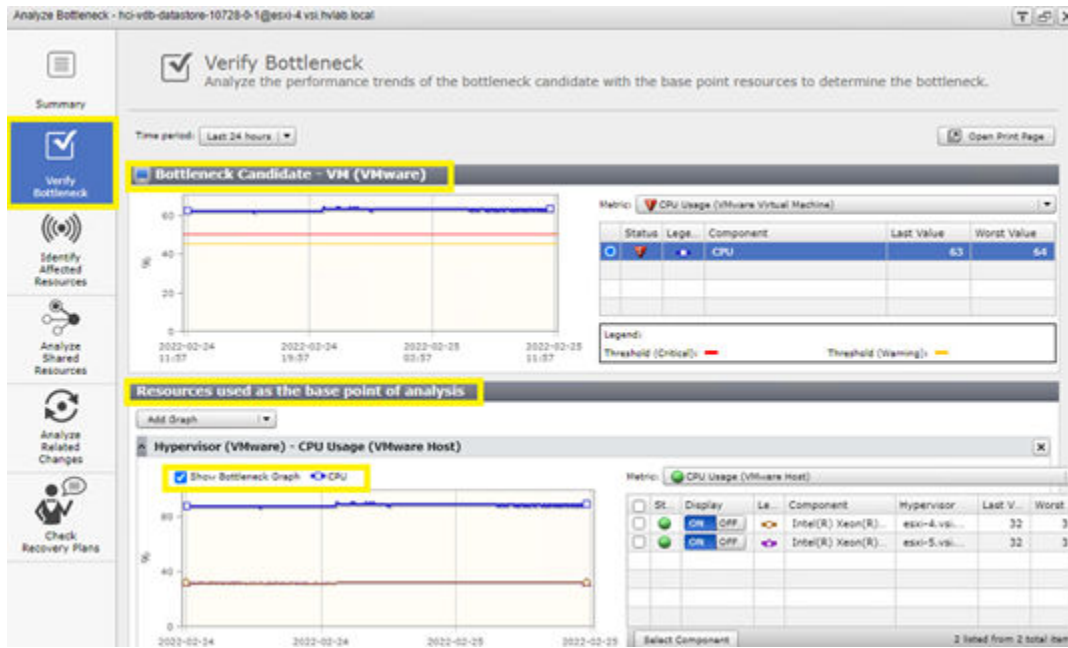 Analyze Bottleneck - hci-vdb-datastore-10728-0-1@esxi-4.vsi.hvlab.local
Summary
Verify Bottleneck
Identify Affected Resources
Analyze Shared Resources
Analyze Related Changes
Check Recovery Plans
Verify Bottleneck
Analyze the performance trends of the bottleneck candidate with the base point resources to determine the bottleneck.
Time period: Last 24 hours
Open Print Page
Bottleneck Candidate - VM (VMware)
%
60
40
20
0
2022-02-24 11:57
2022-02-24 19:57
2022-02-25 03:57
2022-02-25 11:57
Metric: CPU Usage (VMware Virtual Machine)
Status Lege... Component Last Value Worst Value
CPU 63 64
Legend:
Threshold (Critical): Threshold (Warning):
Resources used as the base point of analysis
Add Graph
Hypervisor (VMware) - CPU Usage (VMware Host)
Show Bottleneck Graph CPU
%
80
40
0
2022-02-24 2022-02-24 2022-02-25 2022-02-25
Metric: CPU Usage (VMware Host)
St... Display Le... Component Hypervisor Last V... Worst
ON OFF Intel(R) Xeon(R)... esxi-4.vsi.... 32 3
ON OFF Intel(R) Xeon(R)... esxi-5.vsi.... 32 3
Select Component 2 listed from 2 total item